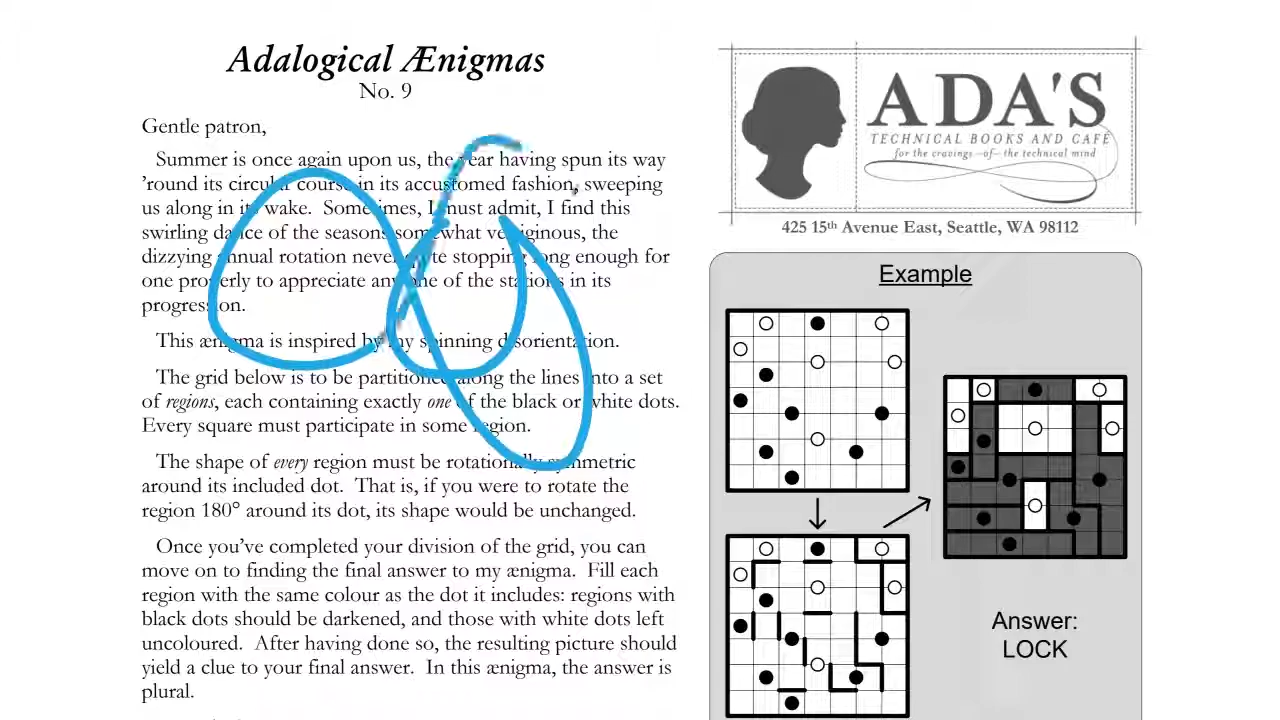 Adalogical Ænigmas
No. 9
Gentle patron,
Summer is once again upon us, the year having spun its way
’round its circular course in its accustomed fashion, sweeping
us along in its wake. Sometimes, I must admit, I find this
swirling dance of the seasons somewhat vertiginous, the
dizzying annual rotation never quite stopping long enough for
one properly to appreciate any one of the stations in its
progression.
This ænigma is inspired by my spinning disorientation.
The grid below is to be partitioned along the lines into a set
of regions, each containing exactly one of the black or white dots.
Every square must participate in some region.
The shape of every region must be rotationally symmetric
around its included dot. That is, if you were to rotate the
region 180° around its dot, its shape would be unchanged.
Once you’ve completed your division of the grid, you can
move on to finding the final answer to my ænigma. Fill each
region with the same colour as the dot it includes: regions with
black dots should be darkened, and those with white dots left
uncoloured. After having done so, the resulting picture should
yield a clue to your final answer. In this ænigma, the answer is
plural.
ADA'S
TECHNICAL BOOKS AND CAFE
for the cravings —of— the technical mind
425 15th Avenue East, Seattle, WA 98112
Example
Answer:
LOCK